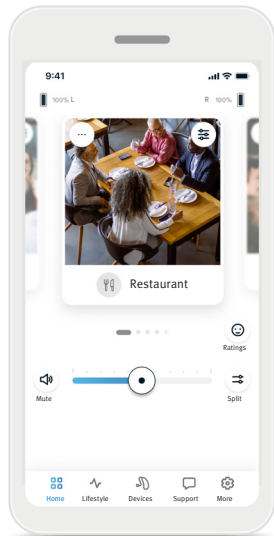 9:41
100% L R 100%
Restaurant
Ratings
Mute Split
Home Lifestyle Devices Support More